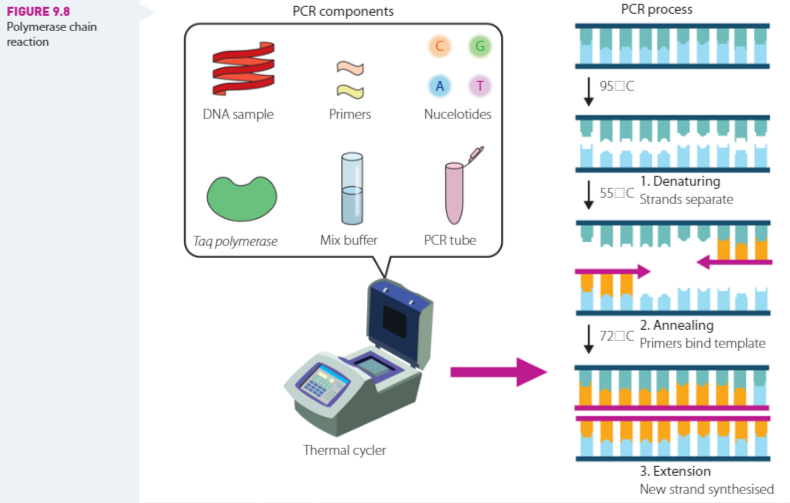 FIGURE 9.8
Polymerase chain
reaction
PCR components
DNA sample
Primers
C
G
A
T
Nucelotides
Taq polymerase
Mix buffer
PCR tube
Thermal cycler
PCR process
95□C
1. Denaturing
55□C
Strands separate
2. Annealing
72□C
Primers bind template
3. Extension
New strand synthesised